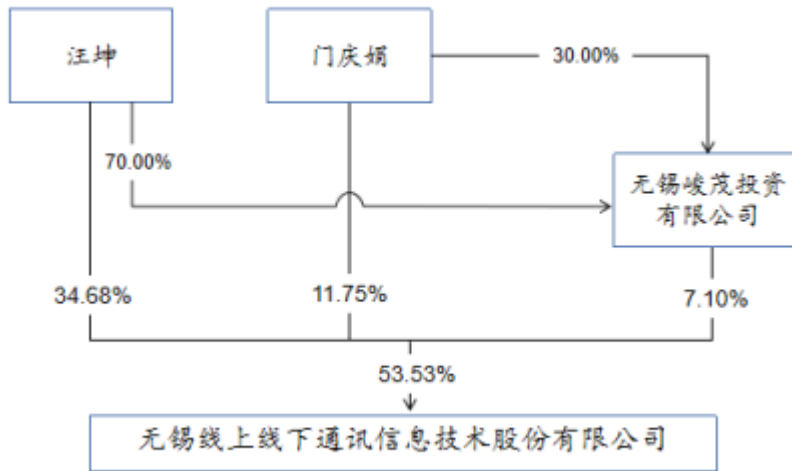 汪坤
门庆娟
30.00%
70.00%
无锡峻茂投资
有限公司
34.68%
11.75%
7.10%
53.53%
无锡线上线下通讯信息技术股份有限公司